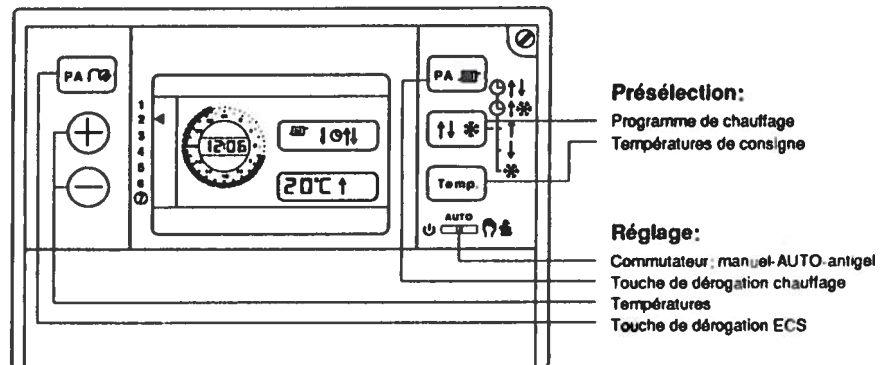 PA
1
2
3
4
5
6
7
12:06
1
20°C ↑
PA
↑↓
Temp.
AUTO
Présélection:
Programme de chauffage
Températures de consigne
Réglage:
Commutateur: manuel-AUTO-antigel
Touche de dérogation chauffage
Températures
Touche de dérogation ECS